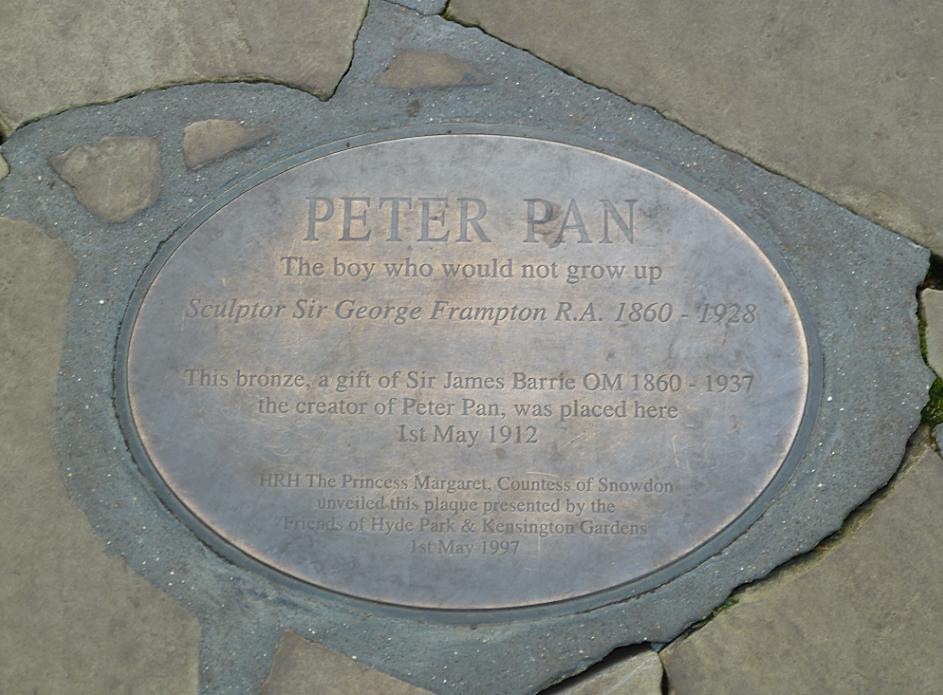 PETER PAN
The boy who would not grow up
Sculptor Sir George Frampton R.A. 1860 - 1928
This bronze, a gift of Sir James Barrie OM 1860 - 1937
the creator of Peter Pan, was placed here
1st May 1912
HRH The Princess Margaret, Countess of Snowdon
unveiled this plaque presented by the
Friends of Hyde Park & Kensington Gardens
1st May 1997